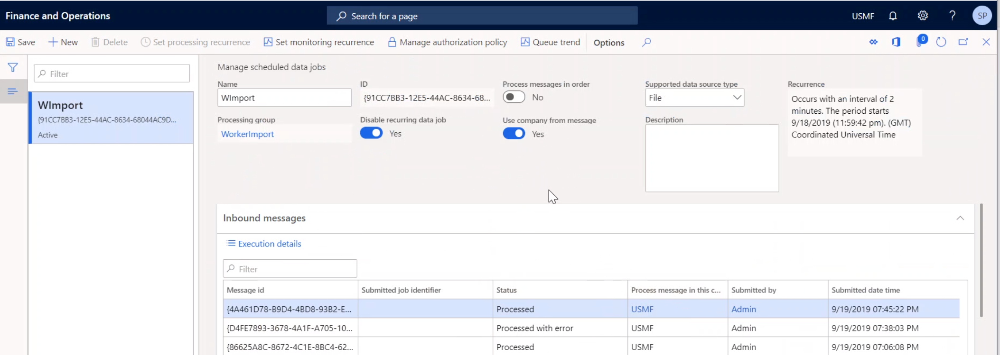 Finance and Operations
Search for a page
USMF
?
SP
Save
New
Delete
Set processing recurrence
Set monitoring recurrence
Manage authorization policy
Queue trend
Options
0
Filter
WImport
{91CC7BB3-12E5-44AC-8634-68044AC9D...
Active
Manage scheduled data jobs
Name
WImport
ID
{91CC7BB3-12E5-44AC-8634-68...
Process messages in order
No
Supported data source type
File
Recurrence
Occurs with an interval of 2
minutes. The period starts
9/18/2019 (11:59:42 pm). (GMT)
Coordinated Universal Time
Processing group
WorkerImport
Disable recurring data job
Yes
Use company from message
Yes
Description
Inbound messages
Execution details
Filter
Message id Submitted job identifier Status Process message in this c... Submitted by Submitted date time
{4A461D78-B9D4-4BD8-93B2-E... Processed USMF Admin 9/19/2019 07:45:22 PM
{D4FE7893-3678-4A1F-A705-10... Processed with error USMF Admin 9/19/2019 07:38:03 PM
{86625A8C-8672-4C1E-8BC4-62... Processed USMF Admin 9/19/2019 07:06:08 PM